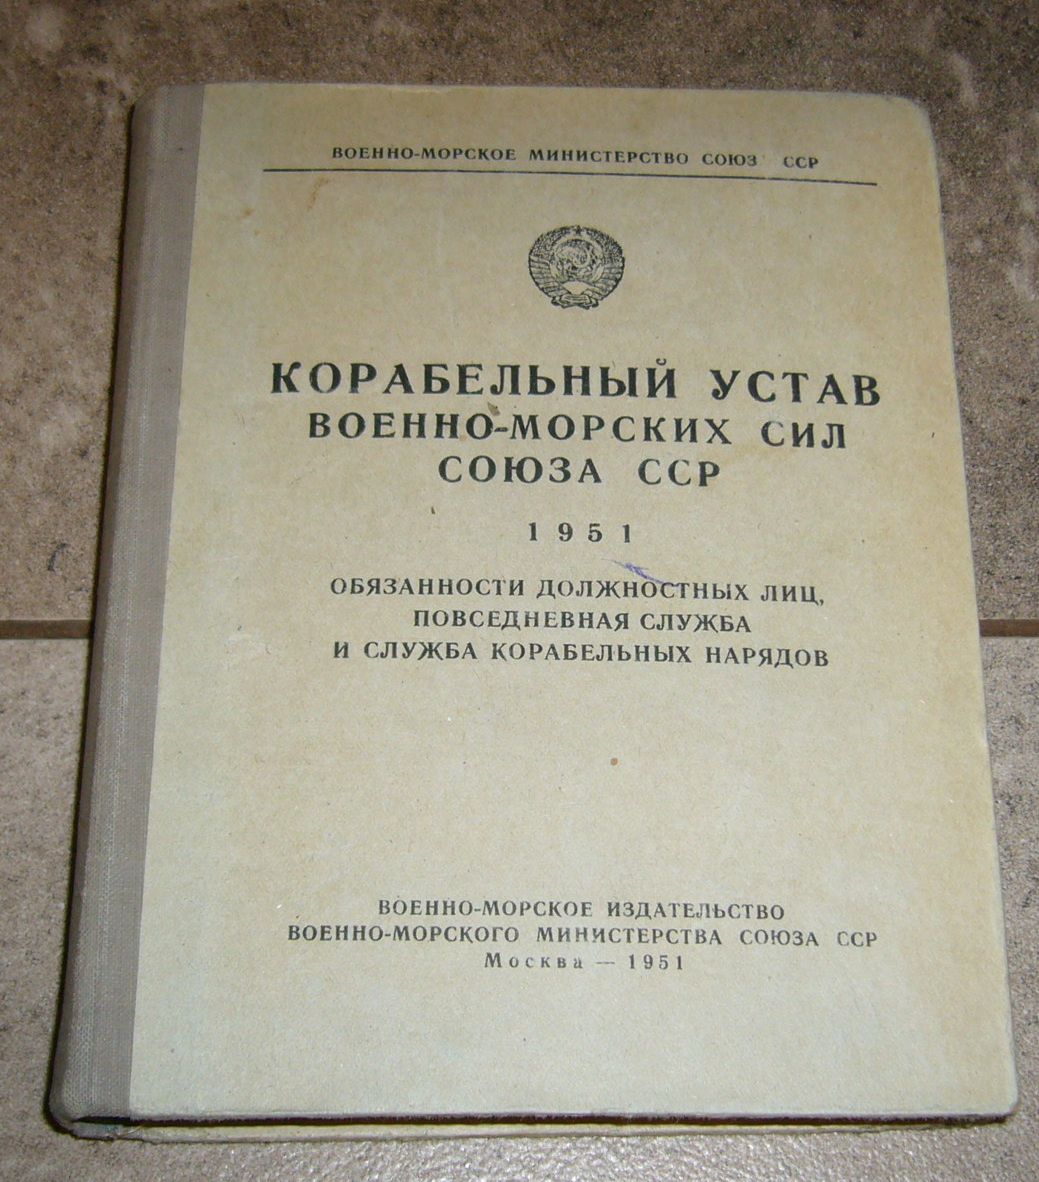 ВОЕННО-МОРСКОЕ МИНИСТЕРСТВО СОЮЗ ССР
КОРАБЕЛЬНЫЙ УСТАВ
ВОЕННО-МОРСКИХ СИЛ
СОЮЗА ССР
1951
ОБЯЗАННОСТИ ДОЛЖНОСТНЫХ ЛИЦ,
ПОВСЕДНЕВНАЯ СЛУЖБА
И СЛУЖБА КОРАБЕЛЬНЫХ НАРЯДОВ
ВОЕННО-МОРСКОЕ ИЗДАТЕЛЬСТВО
ВОЕННО-МОРСКОГО МИНИСТЕРСТВА СОЮЗА ССР
Москва — 1951